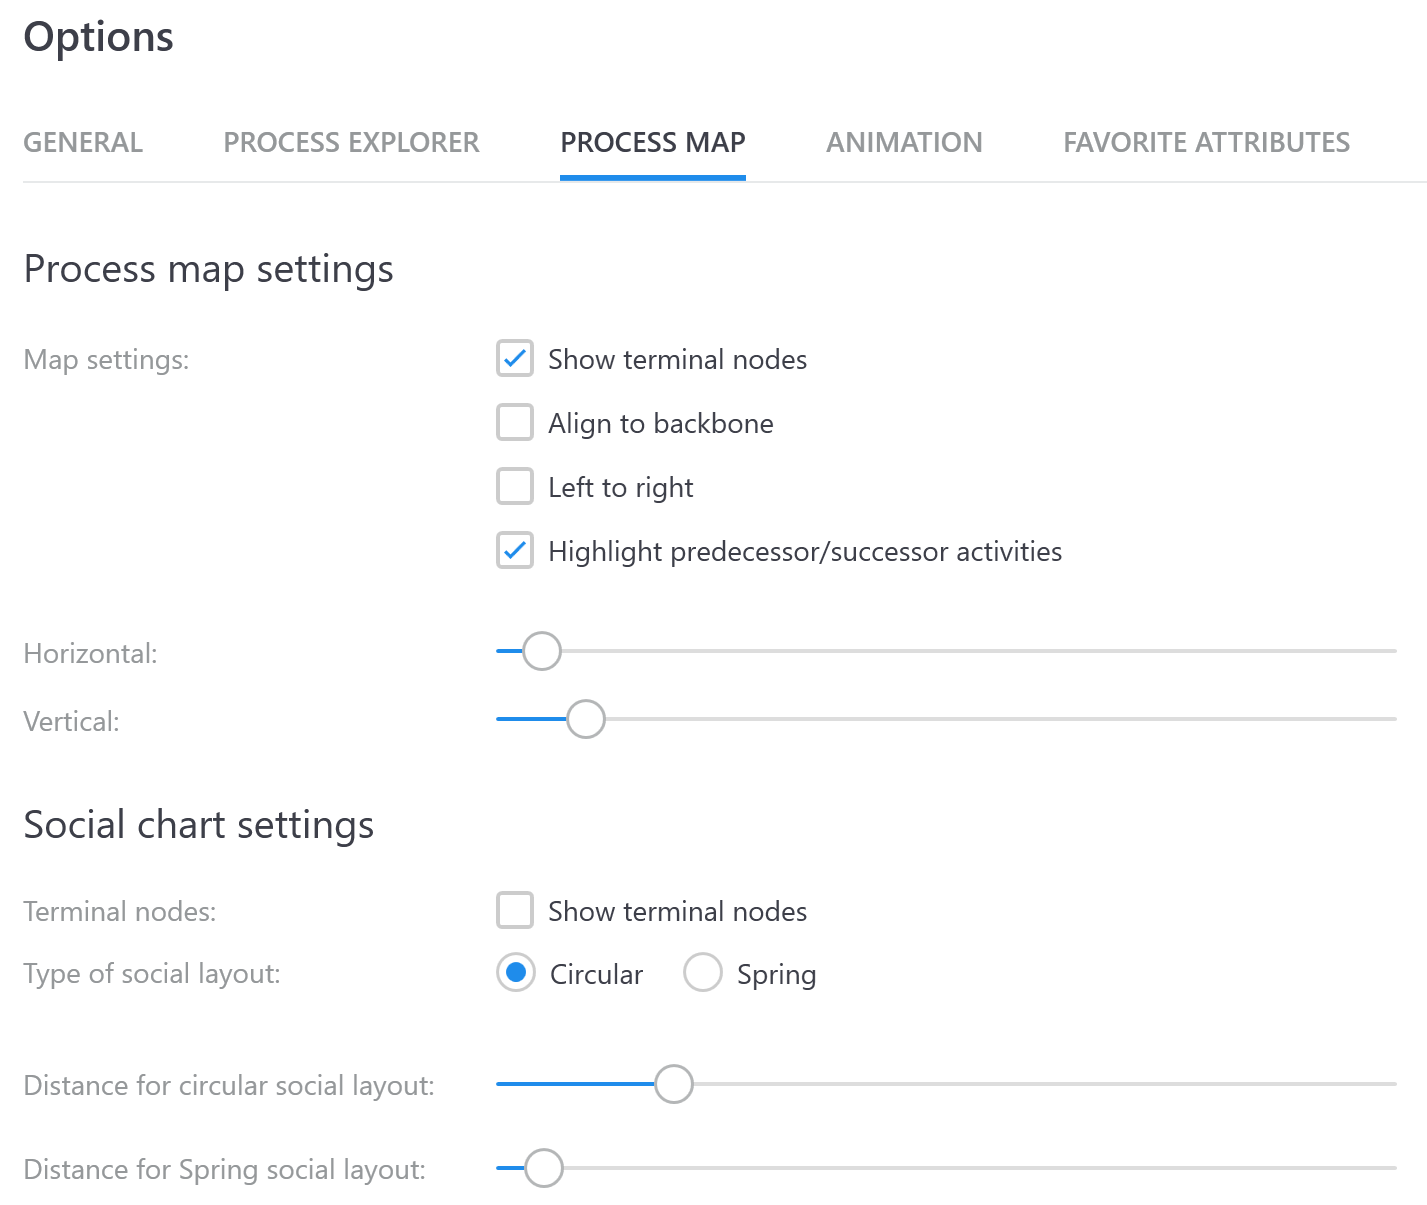 Options
GENERAL PROCESS EXPLORER PROCESS MAP ANIMATION FAVORITE ATTRIBUTES
Process map settings
Map settings: Show terminal nodes
Align to backbone
Left to right
Highlight predecessor/successor activities
Horizontal:
Vertical:
Social chart settings
Terminal nodes: Show terminal nodes
Type of social layout: Circular Spring
Distance for circular social layout:
Distance for Spring social layout: